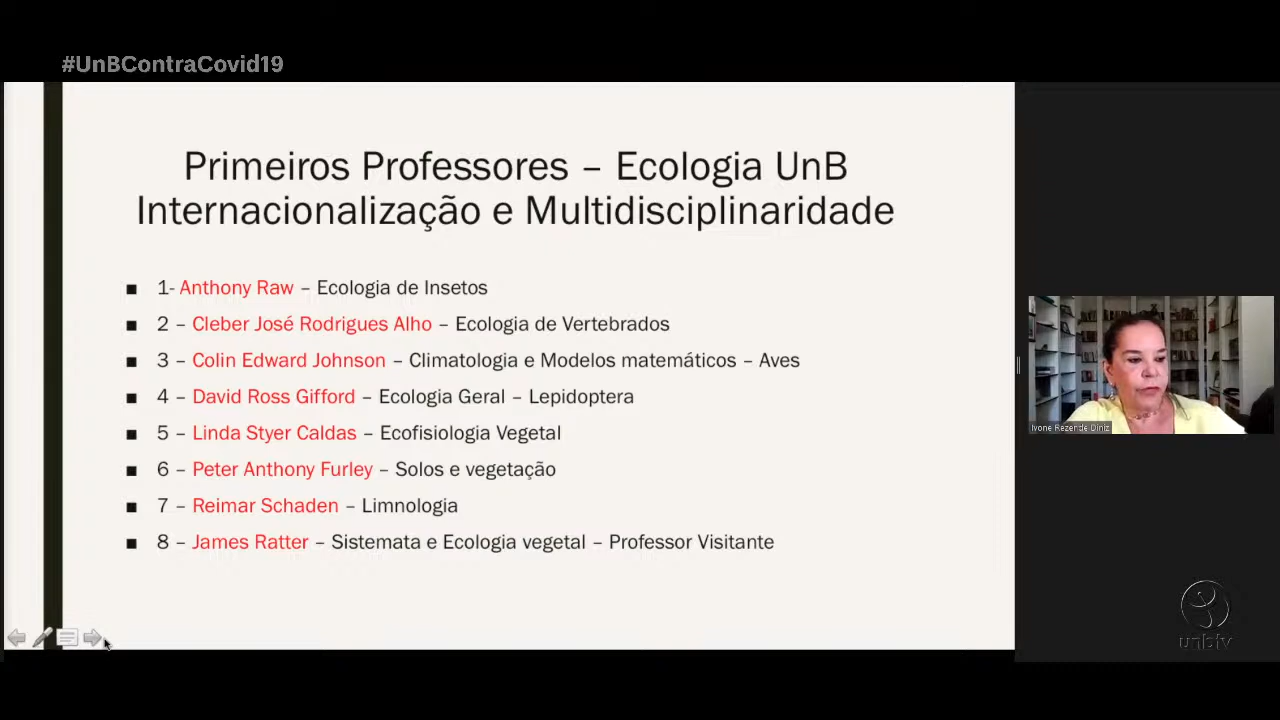 #UnBContraCovid19
Primeiros Professores – Ecologia UnB
Internacionalização e Multidisciplinaridade
■ 1- Anthony Raw – Ecologia de Insetos
■ 2 – Cleber José Rodrigues Alho – Ecologia de Vertebrados
■ 3 – Colin Edward Johnson – Climatologia e Modelos matemáticos – Aves
■ 4 – David Ross Gifford – Ecologia Geral – Lepidoptera
■ 5 – Linda Styer Caldas – Ecofisiologia Vegetal
■ 6 – Peter Anthony Furley – Solos e vegetação
■ 7 – Reimar Schaden – Limnologia
■ 8 – James Ratter – Sistemata e Ecologia vegetal – Professor Visitante
Ivone Rezende Diniz
unbtv